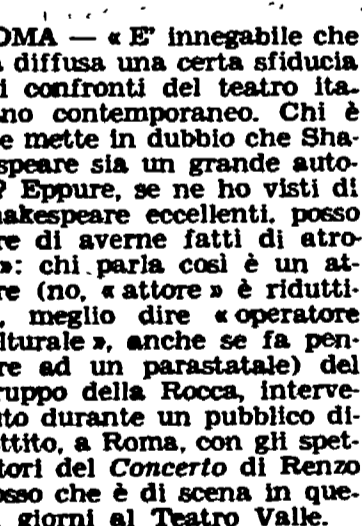 OMA — « E' innegabile che
diffusa una certa sfiducia
i confronti del teatro ita-
no contemporaneo. Chi è
e mette in dubbio che Sha-
speare sia un grande auto-
? Eppure, se ne ho visti di
akespeare eccellenti, posso
re di averne fatti di atro-
»: chi parla così è un at-
re (no, « attore » è ridutti-
, meglio dire « operatore
lturale », anche se fa pen-
re ad un parastatale) del
ruppo della Rocca, interve-
uto durante un pubblico di-
ttito, a Roma, con gli spet-
tori del Concerto di Renzo
osso che è di scena in que-
giorni al Teatro Valle.